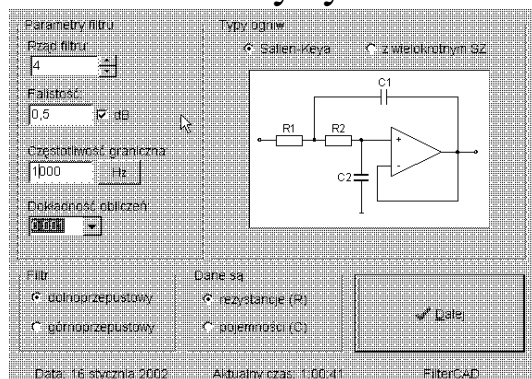 Parametry filtru
Rząd filtru:
4
Falistość:
0,5 dB
Częstotliwość graniczna
1000 Hz
Dokładność obliczeń
0.001
Typy ogniw
Sallen-Keya z wielokrotnym SZ
C1
R1 R2
+
-
C2
Filtr
dolnoprzepustowy
górnoprzepustowy
Dane są
rezystancje (R)
pojemności (C)
Dalej
Data: 16 stycznia 2002 Aktualny czas: 1:00:41 FilterCAD